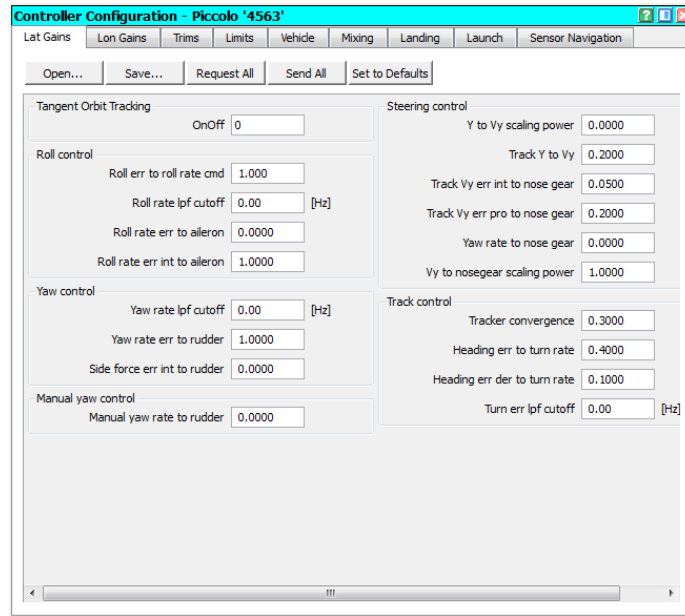 Controller Configuration - Piccolo '4563'
Lat Gains Lon Gains Trims Limits Vehicle Mixing Landing Launch Sensor Navigation
Open... Save... Request All Send All Set to Defaults
Tangent Orbit Tracking
OnOff 0
Roll control
Roll err to roll rate cmd 1.000
Roll rate lpf cutoff 0.00 [Hz]
Roll rate err to aileron 0.0000
Roll rate err int to aileron 1.0000
Yaw control
Yaw rate lpf cutoff 0.00 [Hz]
Yaw rate err to rudder 1.0000
Side force err int to rudder 0.0000
Manual yaw control
Manual yaw rate to rudder 0.0000
Steering control
Y to Vy scaling power 0.0000
Track Y to Vy 0.2000
Track Vy err int to nose gear 0.0500
Track Vy err pro to nose gear 0.2000
Yaw rate to nose gear 0.0000
Vy to nosegear scaling power 1.0000
Track control
Tracker convergence 0.3000
Heading err to turn rate 0.4000
Heading err der to turn rate 0.1000
Turn err lpf cutoff 0.00 [Hz]